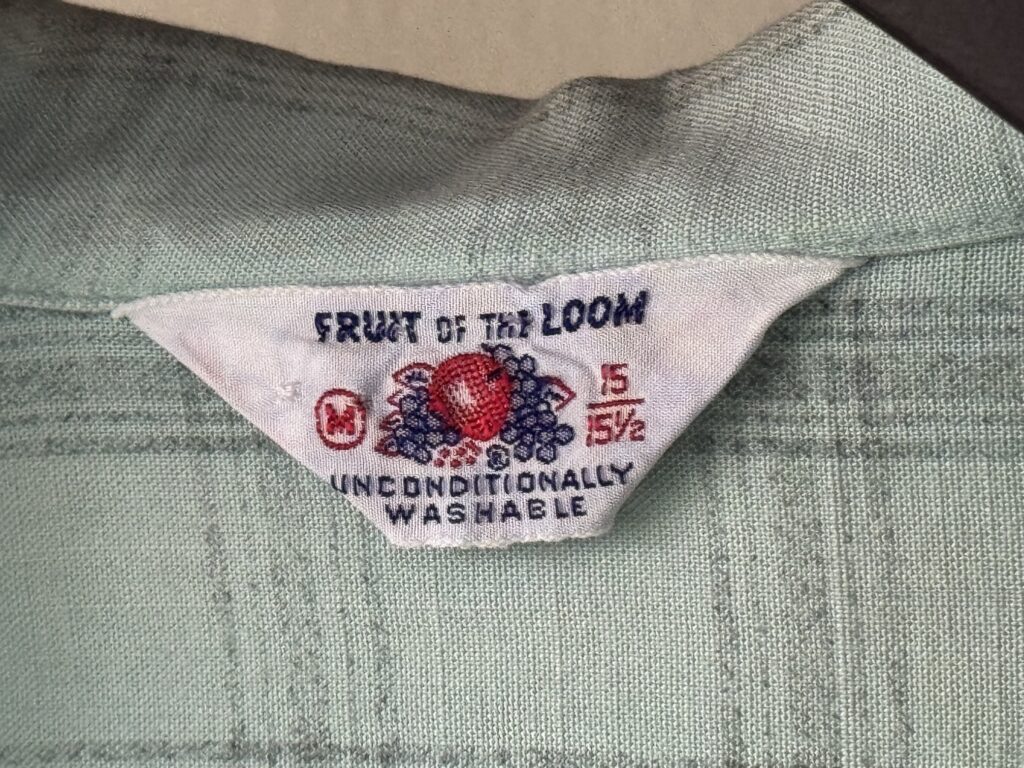 FRUIT OF THE LOOM
M
15
15½
®
UNCONDITIONALLY
WASHABLE